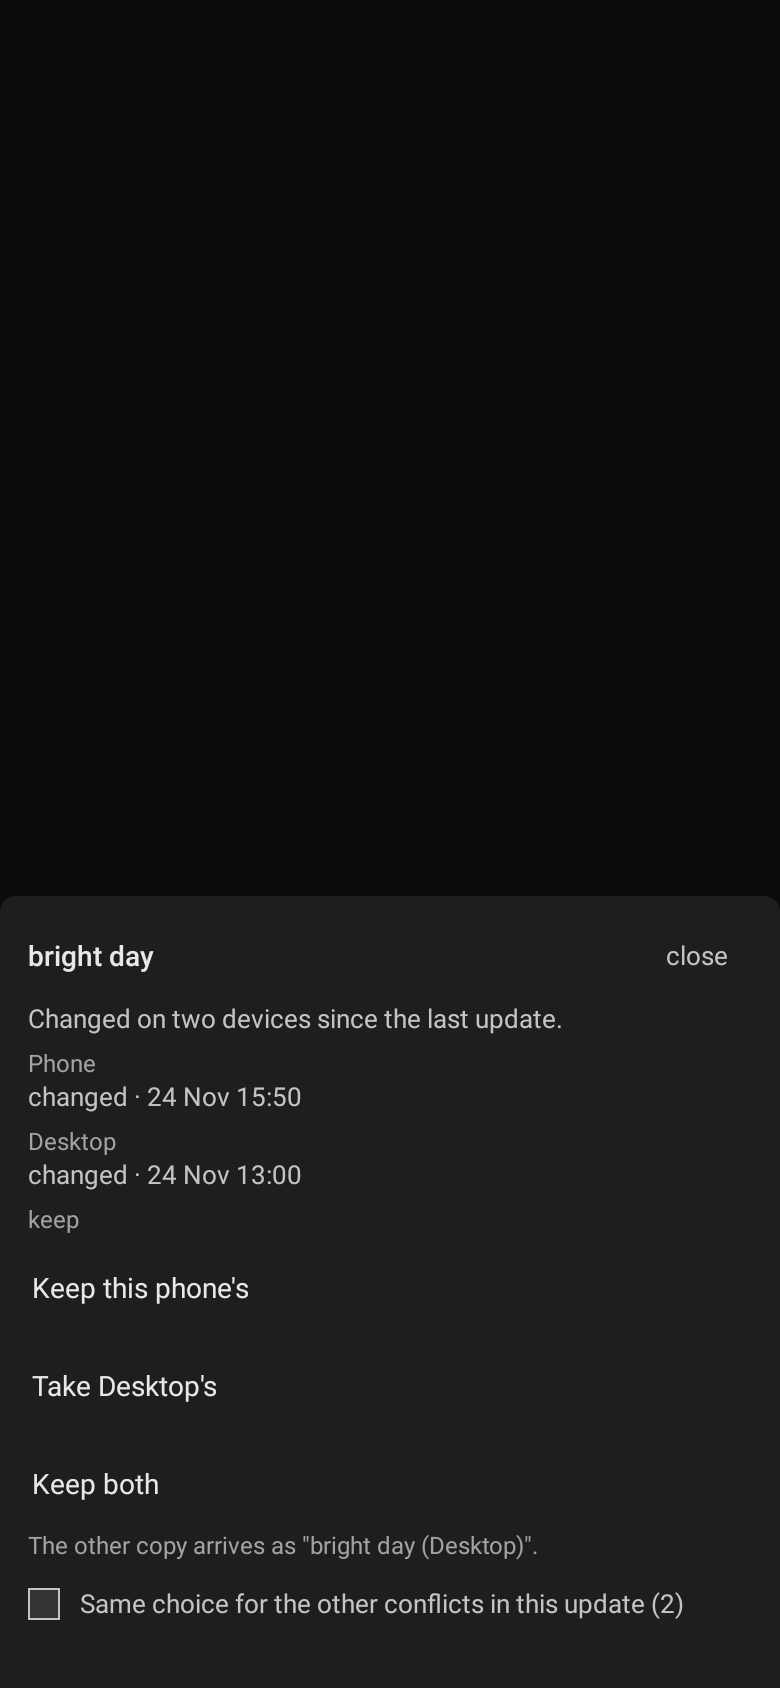 bright day
close
Changed on two devices since the last update.
Phone
changed · 24 Nov 15:50
Desktop
changed · 24 Nov 13:00
keep
Keep this phone's
Take Desktop's
Keep both
The other copy arrives as "bright day (Desktop)".
Same choice for the other conflicts in this update (2)